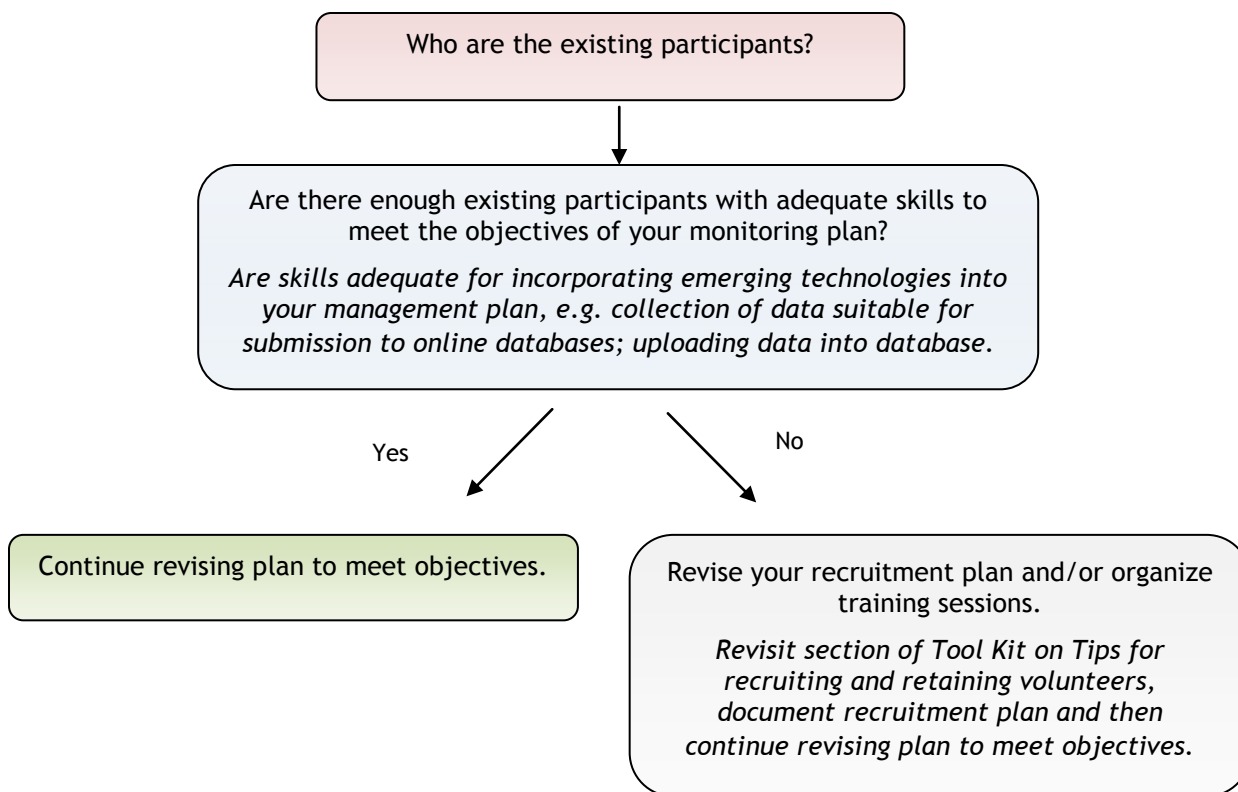 Who are the existing participants?
Are there enough existing participants with adequate skills to
meet the objectives of your monitoring plan?
Are skills adequate for incorporating emerging technologies into
your management plan, e.g. collection of data suitable for
submission to online databases; uploading data into database.
Yes
No
Continue revising plan to meet objectives.
Revise your recruitment plan and/or organize
training sessions.
Revisit section of Tool Kit on Tips for
recruiting and retaining volunteers,
document recruitment plan and then
continue revising plan to meet objectives.